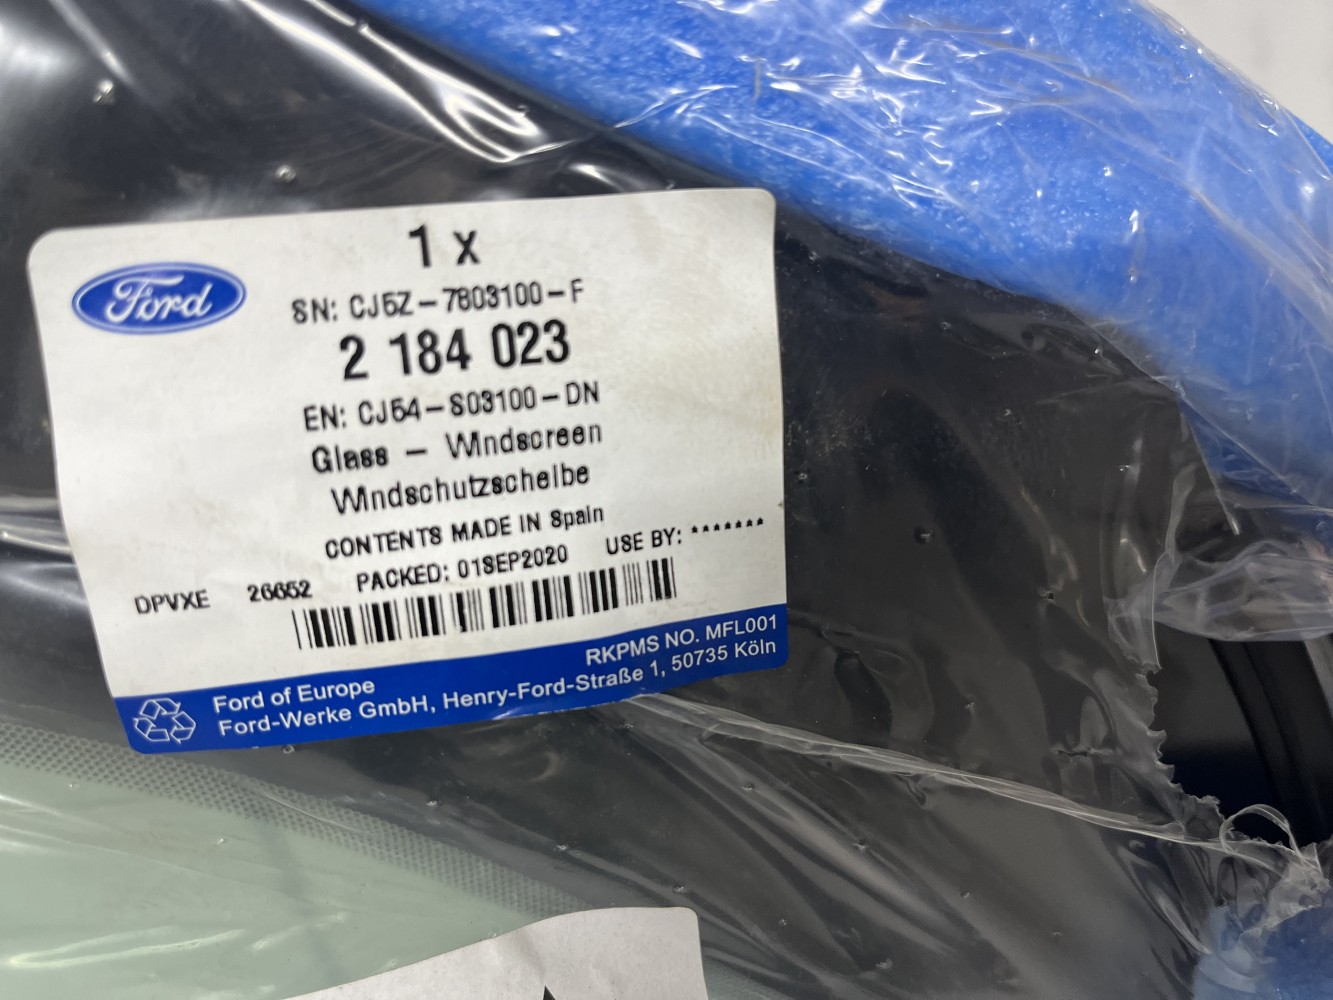 1 x
Ford
SN: CJ5Z-7803100-F
2 184 023
EN: CJ54-S03100-DN
Glass - Windscreen
Windschutzscheibe
CONTENTS MADE IN Spain
DPVXE 26652 PACKED: 01SEP2020 USE BY: *******
RKPMS NO. MFL001
Ford of Europe
Ford-Werke GmbH, Henry-Ford-Straße 1, 50735 Köln